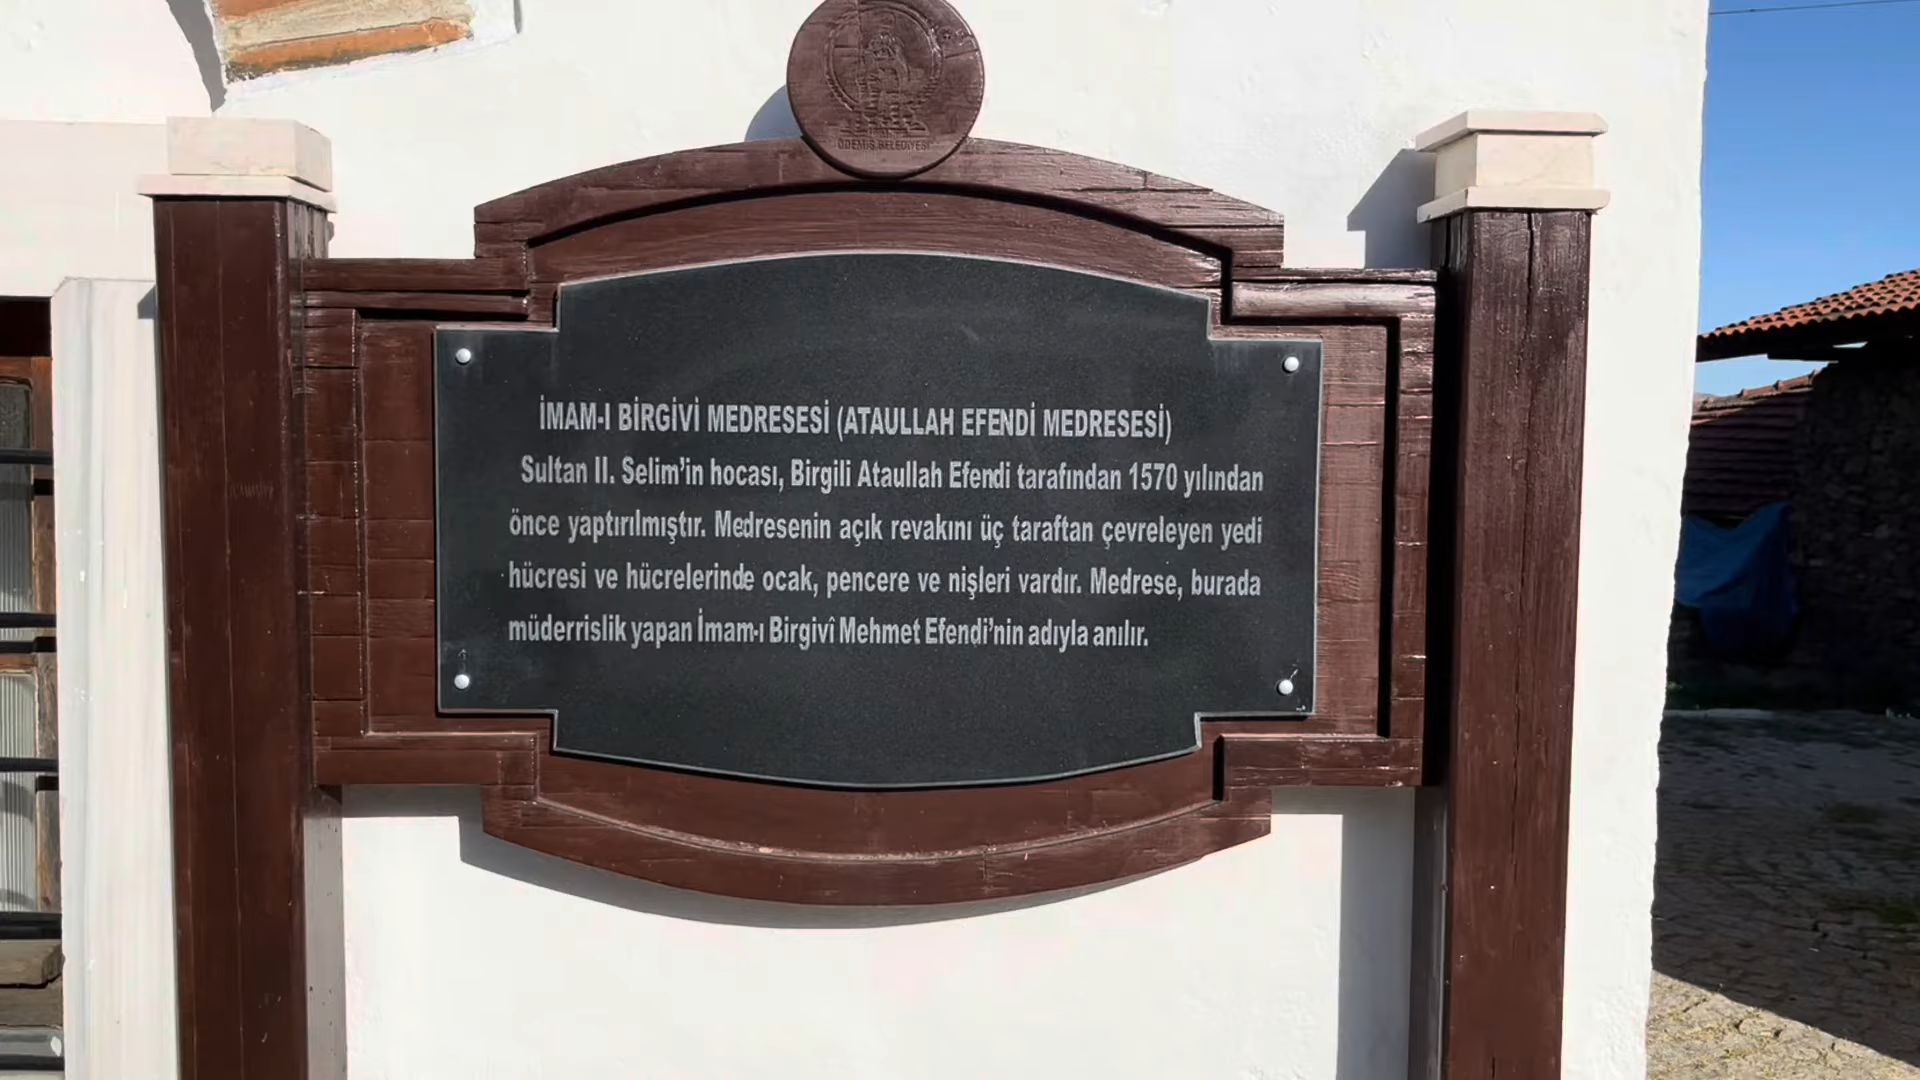 ÖDEMİŞ BELEDİYESİ
İMAM-I BİRGİVİ MEDRESESİ (ATAULLAH EFENDİ MEDRESESİ)
Sultan II. Selim’in hocası, Birgili Ataullah Efendi tarafından 1570 yılından
önce yaptırılmıştır. Medresenin açık revakını üç taraftan çevreleyen yedi
hücresi ve hücrelerinde ocak, pencere ve nişleri vardır. Medrese, burada
müderrislik yapan İmam-ı Birgivî Mehmet Efendi’nin adıyla anılır.